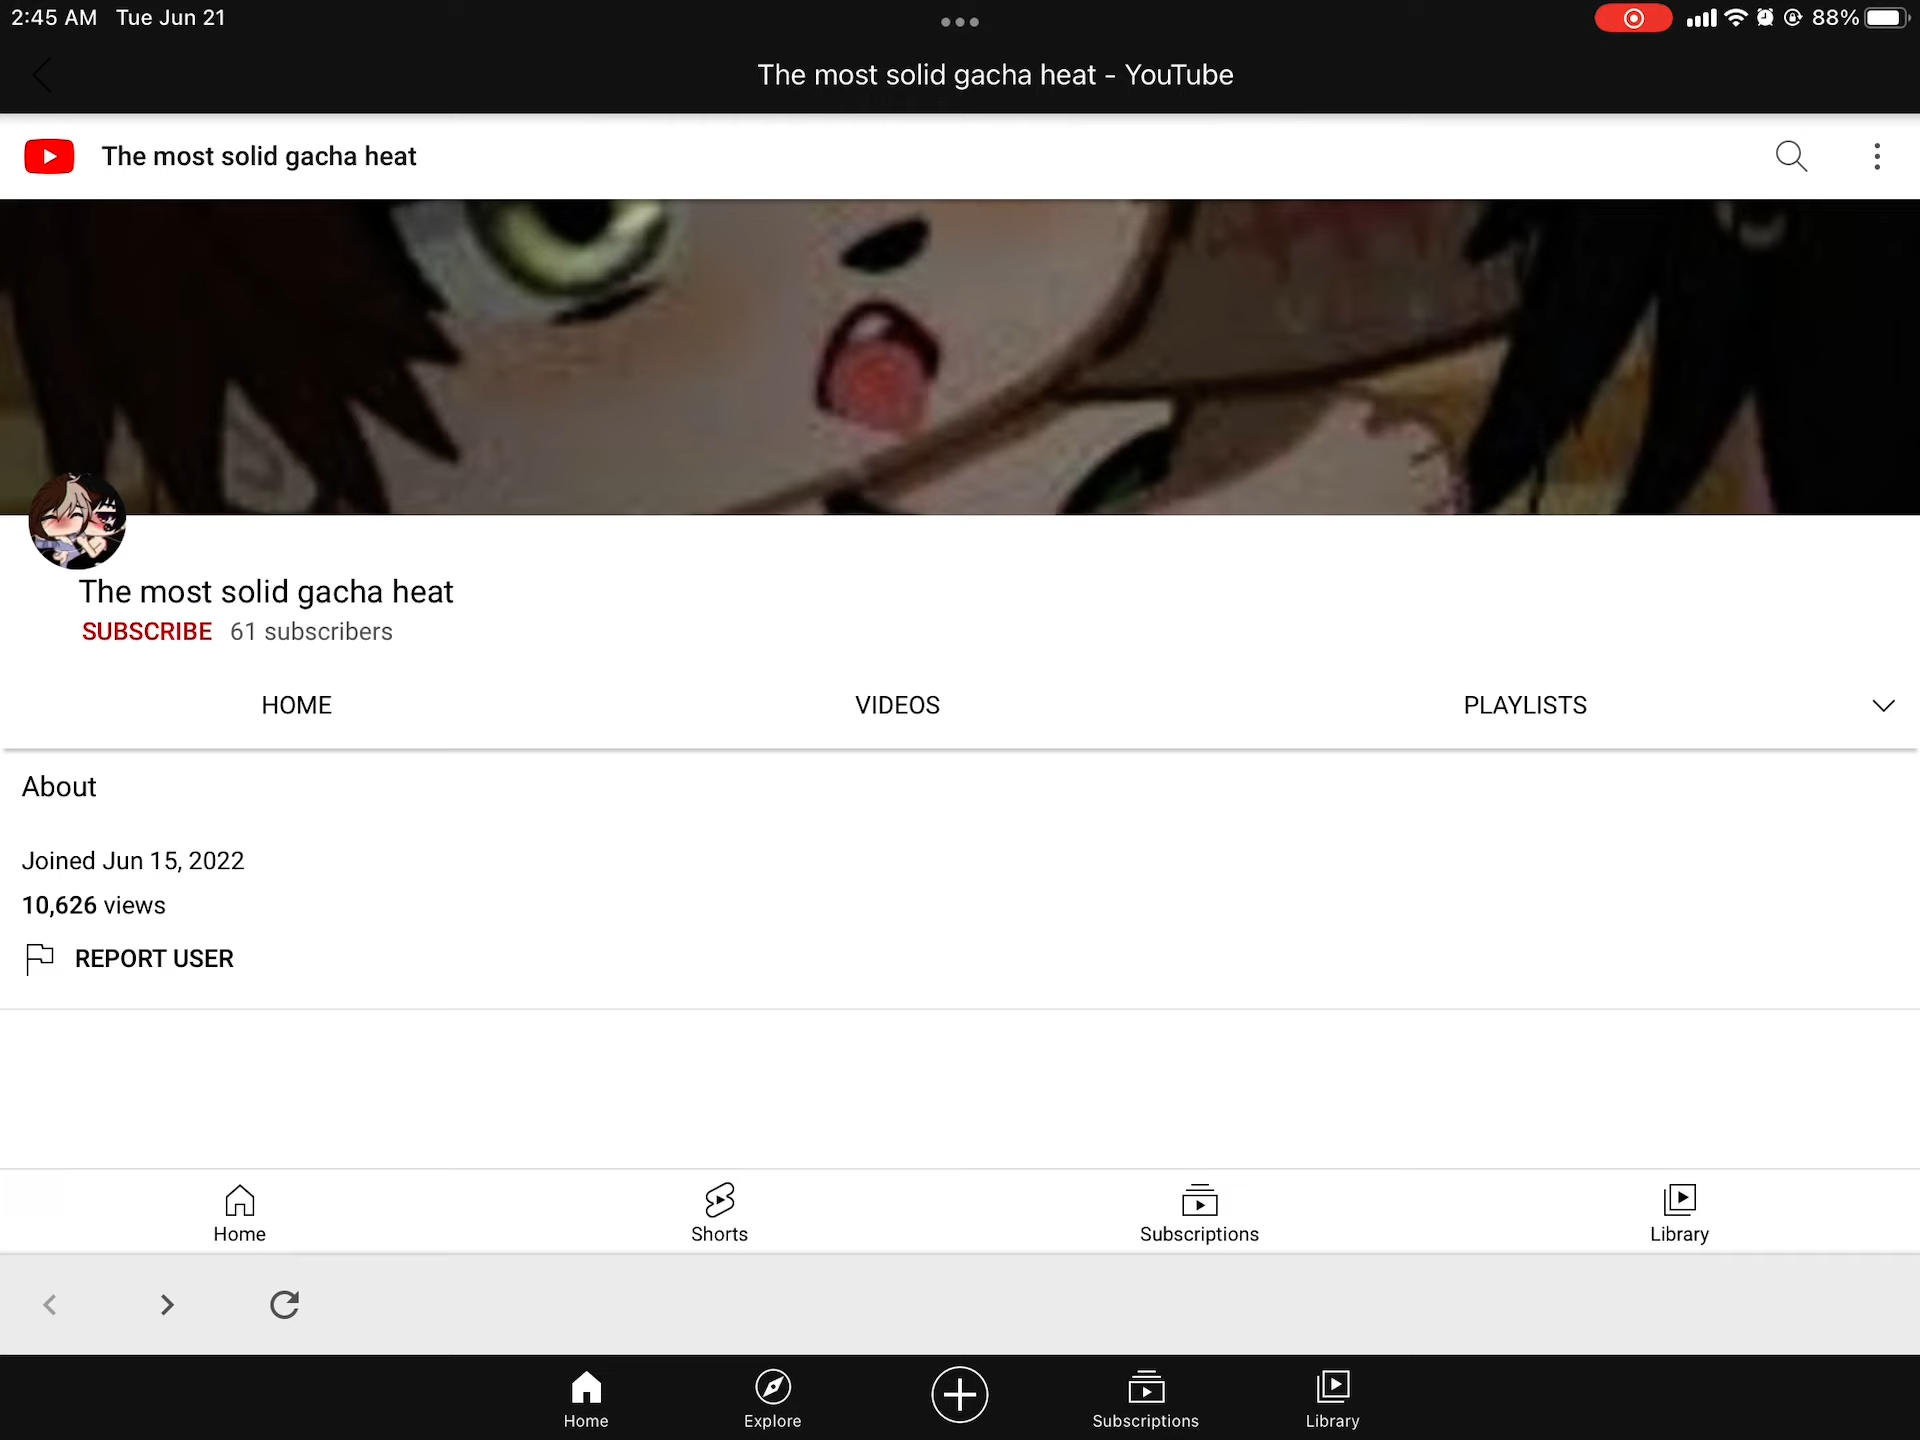 2:45 AM Tue Jun 21
88%
The most solid gacha heat - YouTube
The most solid gacha heat
The most solid gacha heat
SUBSCRIBE 61 subscribers
HOME VIDEOS PLAYLISTS
About
Joined Jun 15, 2022
10,626 views
REPORT USER
Home Shorts Subscriptions Library
Home Explore Subscriptions Library